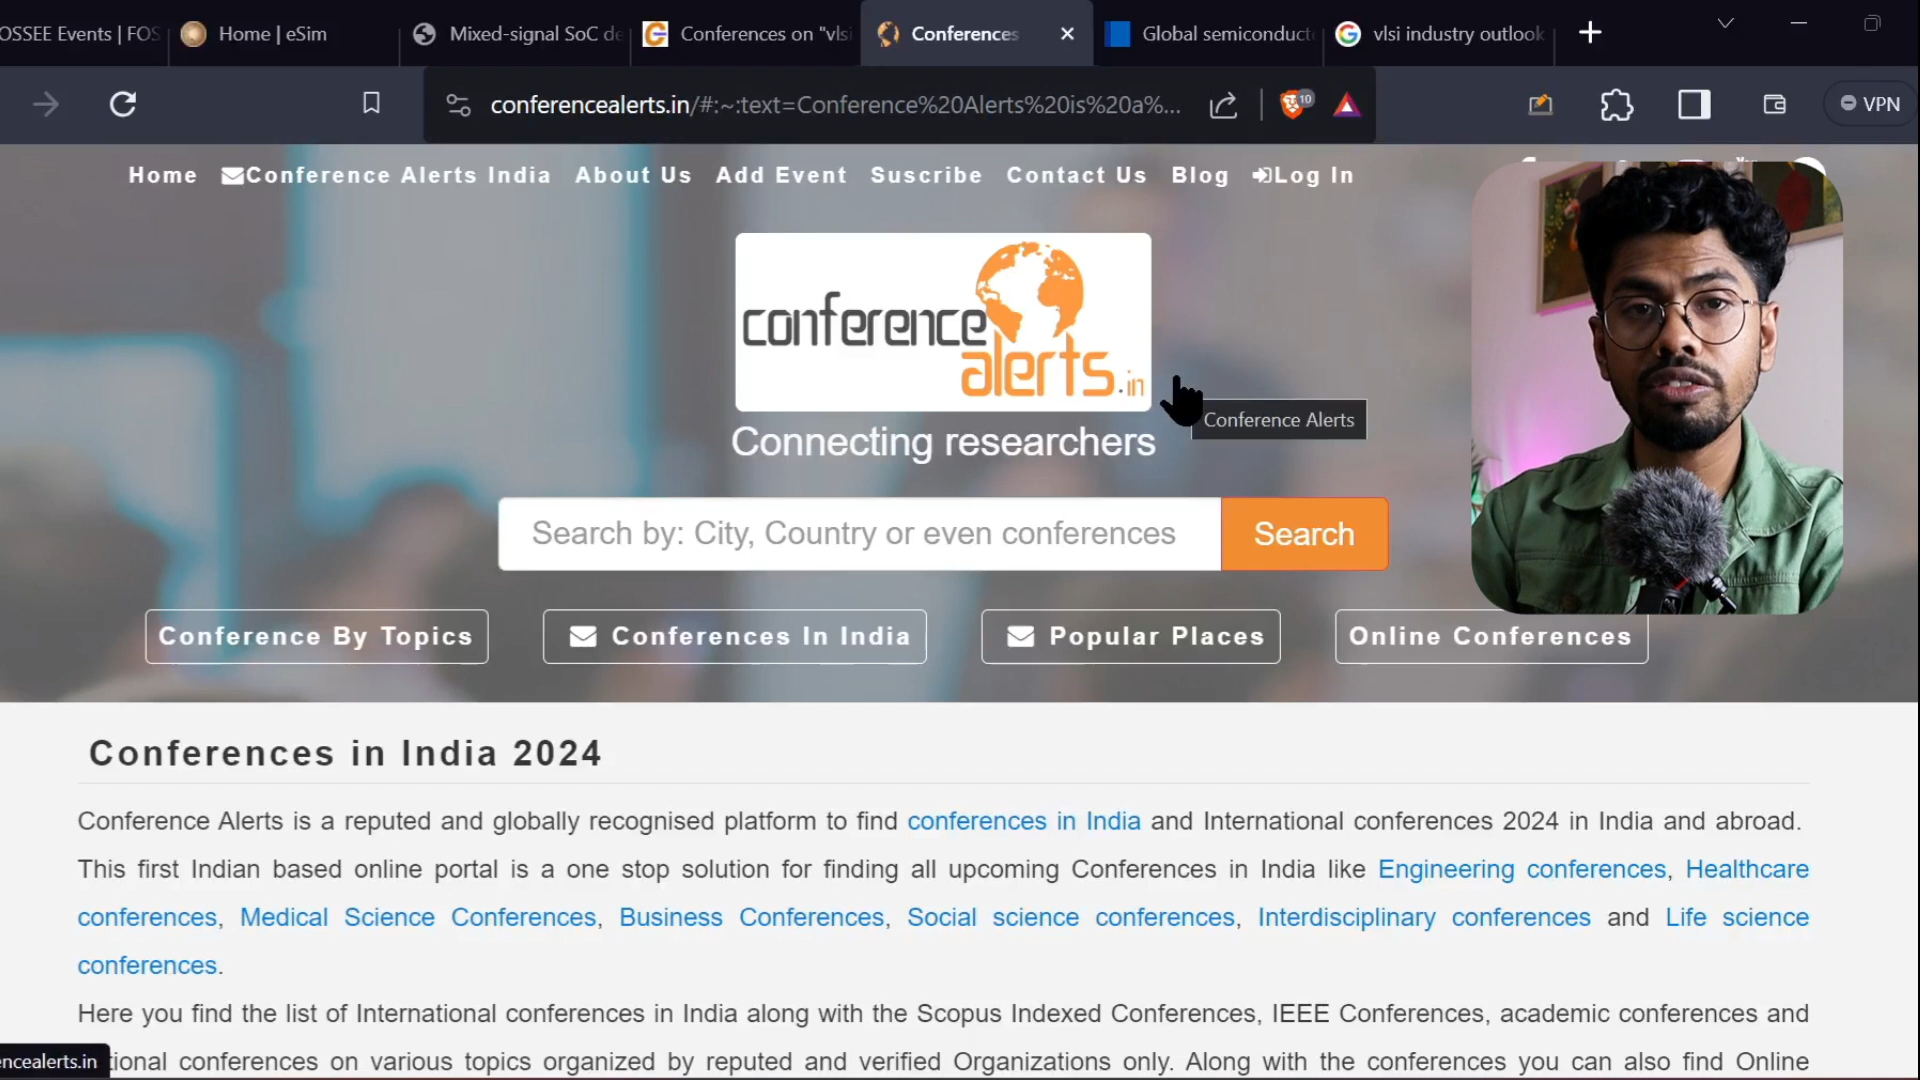 OSSEE Events | FOS
Home | eSim
Mixed-signal SoC de
Conferences on "vlsi
Conferences
Global semiconduct
vlsi industry outlook
conferencealerts.in/#:~:text=Conference%20Alerts%20is%20a%...
10
VPN
Home
Conference Alerts India
About Us
Add Event
Suscribe
Contact Us
Blog
Log In
conference
alerts.in
Conference Alerts
Connecting researchers
Search by: City, Country or even conferences
Search
Conference By Topics
Conferences In India
Popular Places
Online Conferences
Conferences in India 2024
Conference Alerts is a reputed and globally recognised platform to find conferences in India and International conferences 2024 in India and abroad.
This first Indian based online portal is a one stop solution for finding all upcoming Conferences in India like Engineering conferences, Healthcare
conferences, Medical Science Conferences, Business Conferences, Social science conferences, Interdisciplinary conferences and Life science
conferences.
Here you find the list of International conferences in India along with the Scopus Indexed Conferences, IEEE Conferences, academic conferences and
tional conferences on various topics organized by reputed and verified Organizations only. Along with the conferences you can also find Online
encealerts.in